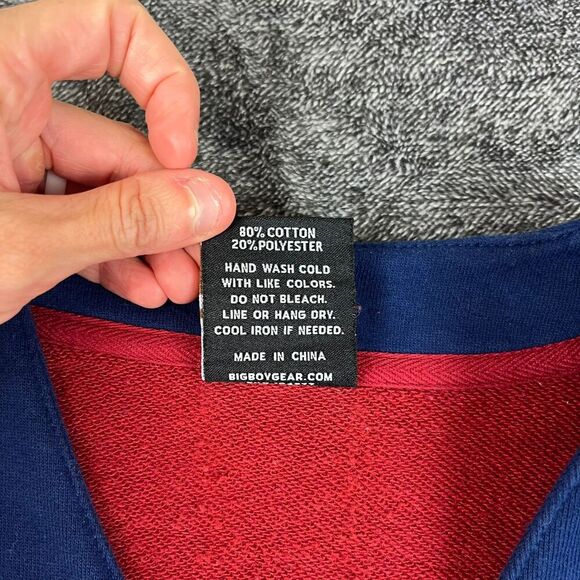 80% COTTON
20% POLYESTER
HAND WASH COLD
WITH LIKE COLORS.
DO NOT BLEACH.
LINE OR HANG DRY.
COOL IRON IF NEEDED.
MADE IN CHINA
BIGBOYGEAR.COM